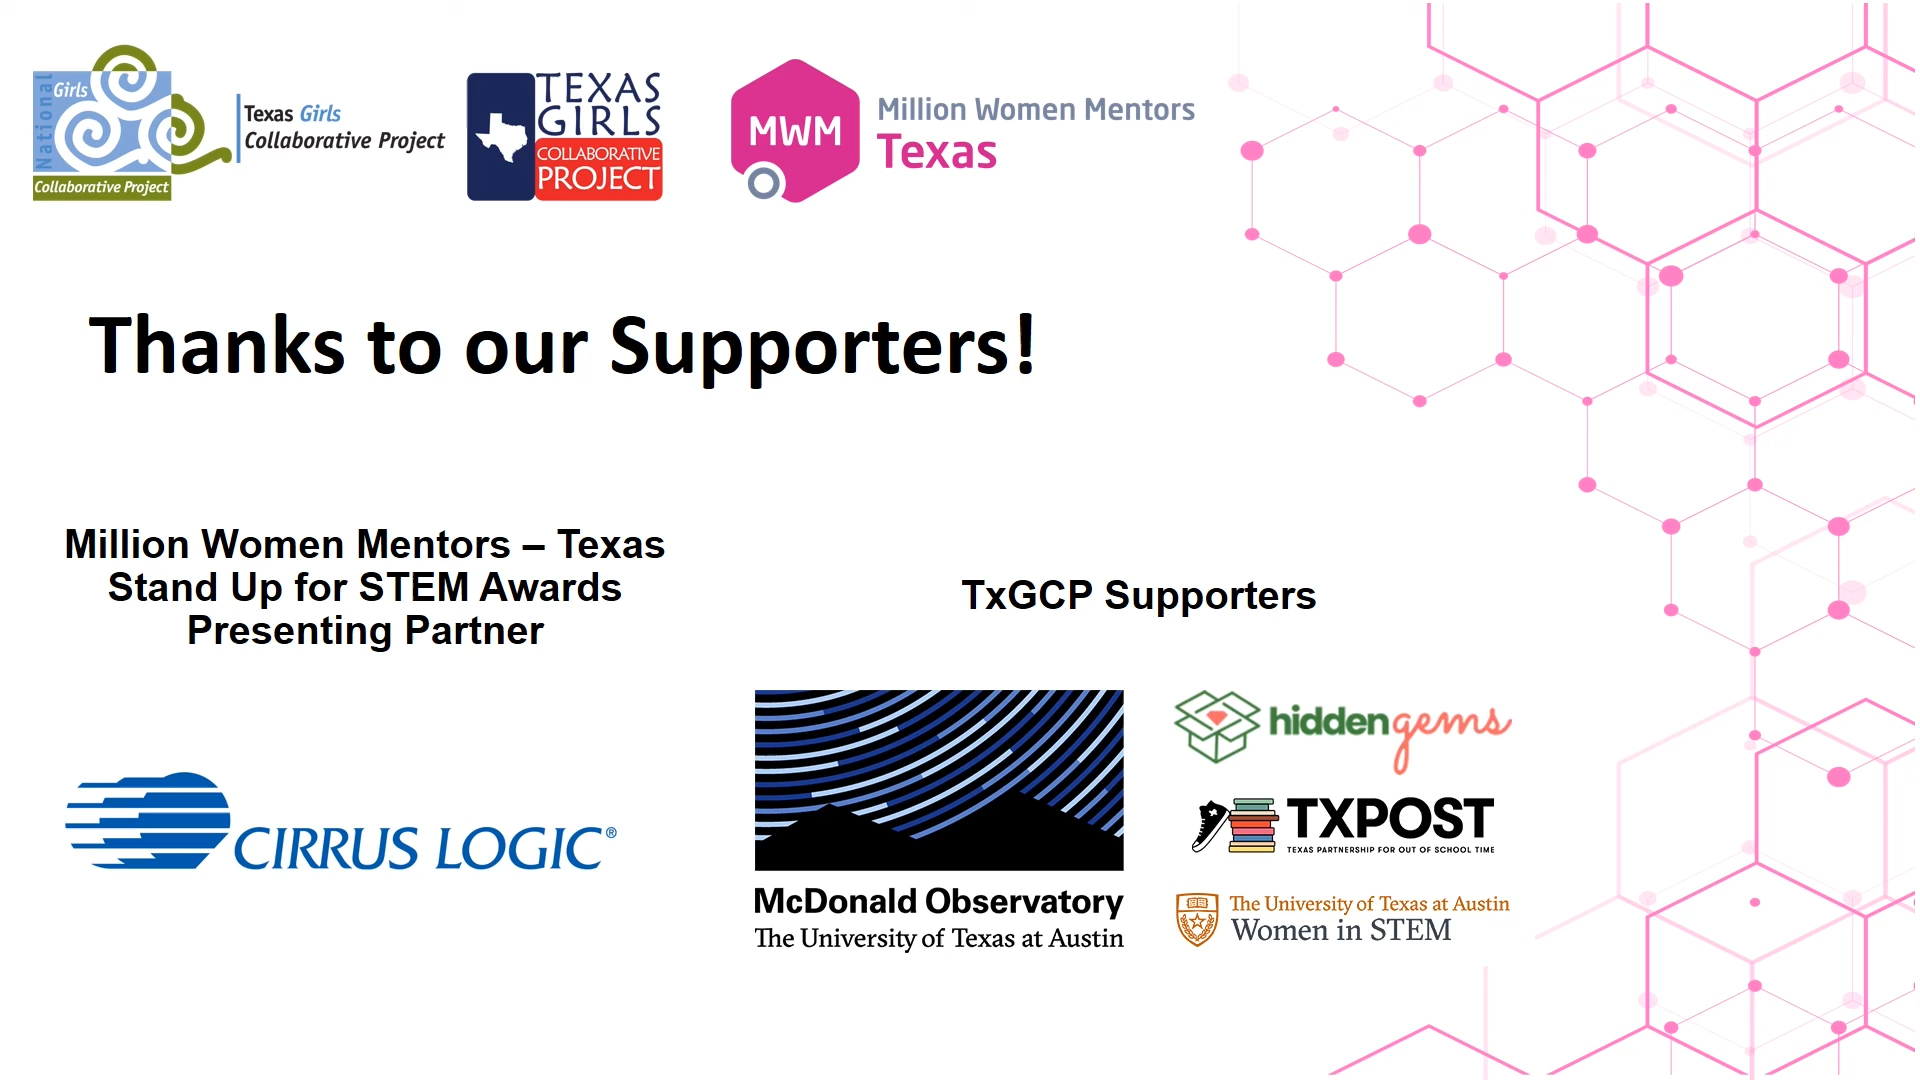 National
Girls
Collaborative Project
Texas Girls
Collaborative Project
TEXAS
GIRLS
COLLABORATIVE
PROJECT
MWM
Million Women Mentors
Texas
Thanks to our Supporters!
Million Women Mentors – Texas
Stand Up for STEM Awards
Presenting Partner
CIRRUS LOGIC®
TxGCP Supporters
McDonald Observatory
The University of Texas at Austin
hiddengems
TXPOST
TEXAS PARTNERSHIP FOR OUT OF SCHOOL TIME
The University of Texas at Austin
Women in STEM